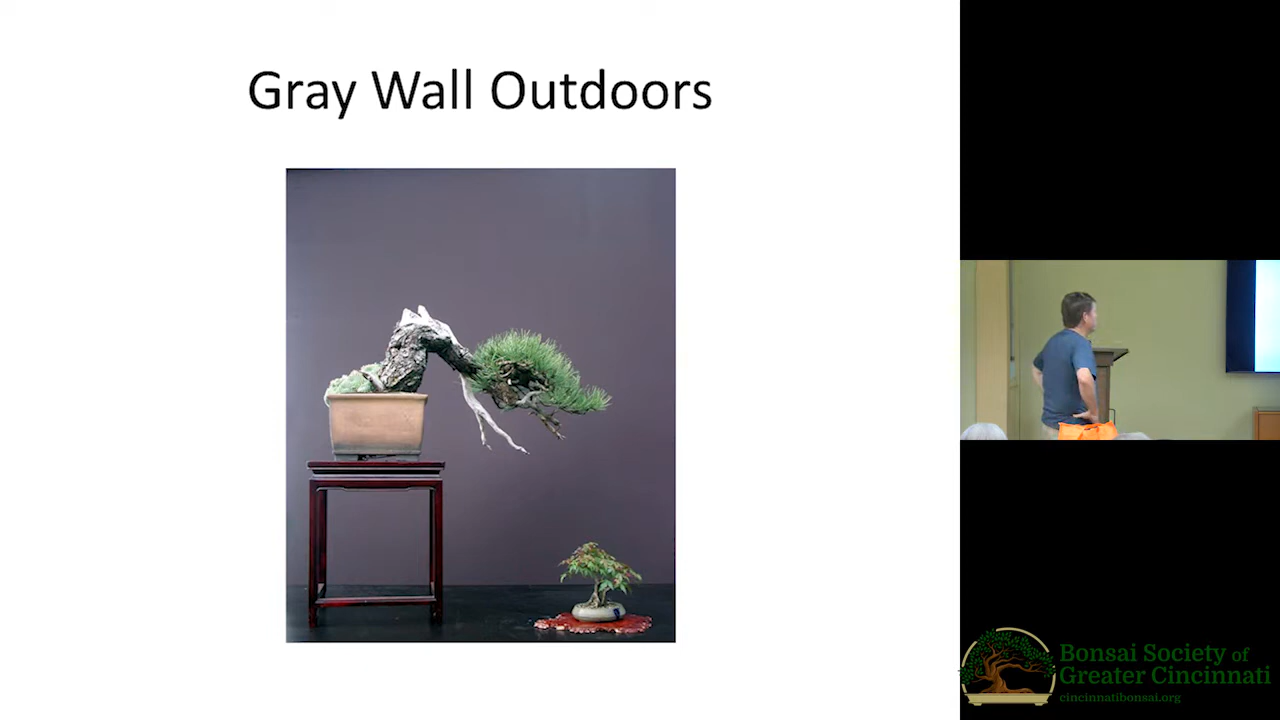 Gray Wall Outdoors
Bonsai Society of
Greater Cincinnati
cincinnatibonsai.org